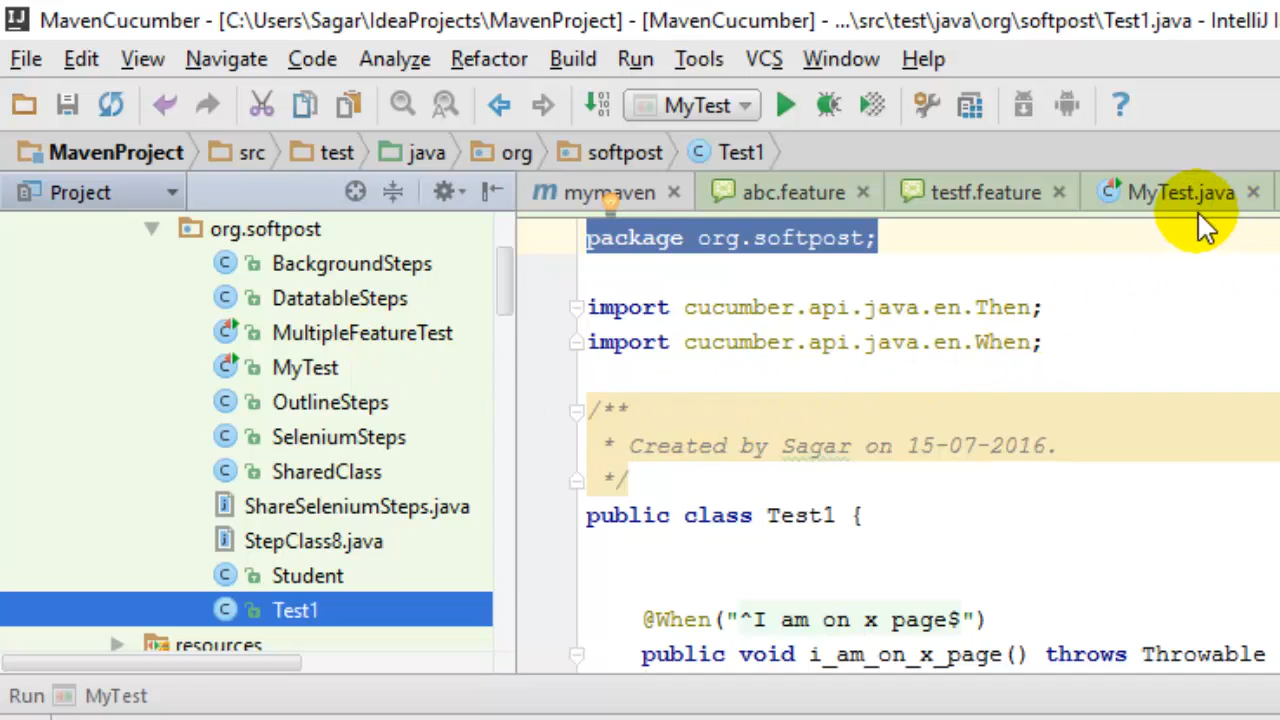 MavenCucumber - [C:\Users\Sagar\IdeaProjects\MavenProject] - [MavenCucumber] - ...\src\test\java\org\softpost\Test1.java - IntelliJ I
File Edit View Navigate Code Analyze Refactor Build Run Tools VCS Window Help
MyTest
MavenProject src test java org softpost Test1
Project
mymaven abc.feature testf.feature MyTest.java
org.softpost
BackgroundSteps
DatatableSteps
MultipleFeatureTest
MyTest
OutlineSteps
SeleniumSteps
SharedClass
ShareSeleniumSteps.java
StepClass8.java
Student
Test1
resources
package org.softpost;
import cucumber.api.java.en.Then;
import cucumber.api.java.en.When;
/**
* Created by Sagar on 15-07-2016.
*/
public class Test1 {
@When("^I am on x page$")
public void i_am_on_x_page() throws Throwable
Run MyTest